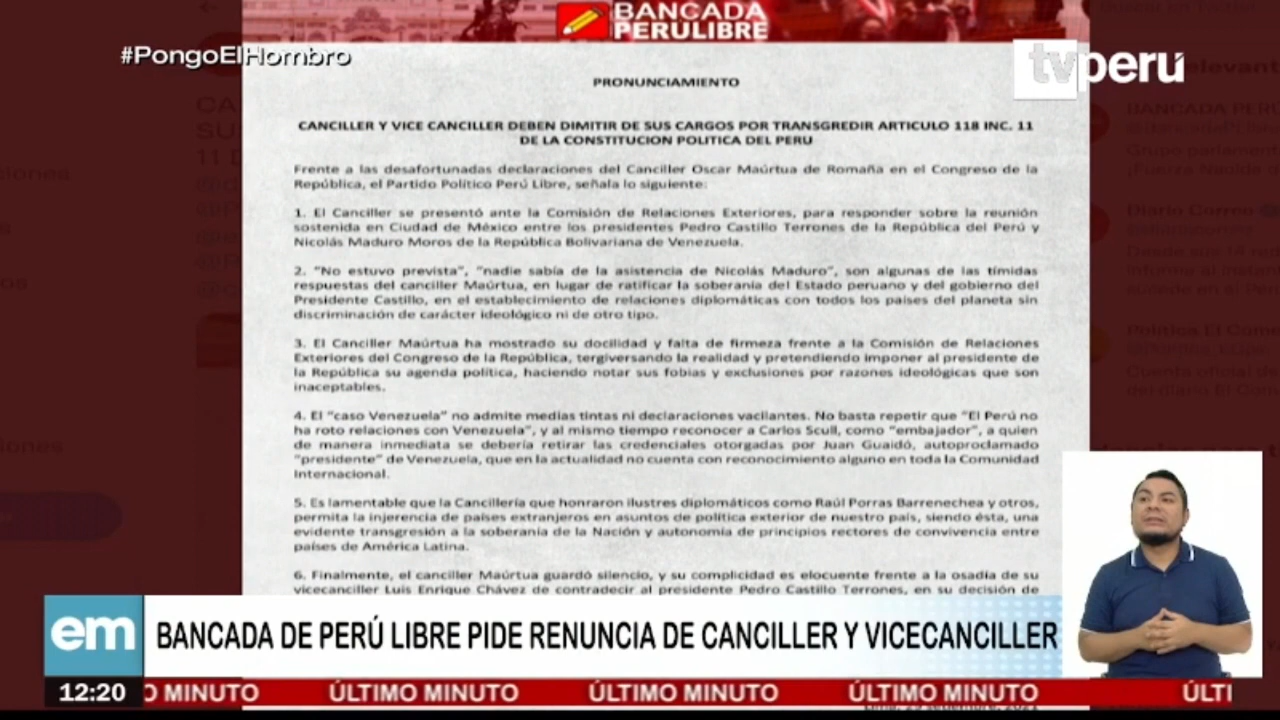 BANCADA
PERULIBRE
#PongoElHombro
tvperú
PRONUNCIAMIENTO
CANCILLER Y VICE CANCILLER DEBEN DIMITIR DE SUS CARGOS POR TRANSGREDIR ARTICULO 118 INC. 11
DE LA CONSTITUCION POLITICA DEL PERU
Frente a las desafortunadas declaraciones del Canciller Oscar Maúrtua de Romaña en el Congreso de la
República, el Partido Político Perú Libre, señala lo siguiente:
1. El Canciller se presentó ante la Comisión de Relaciones Exteriores, para responder sobre la reunión
sostenida en Ciudad de México entre los presidentes Pedro Castillo Terrones de la República del Perú y
Nicolás Maduro Moros de la República Bolivariana de Venezuela.
2. "No estuvo prevista", "nadie sabía de la asistencia de Nicolás Maduro", son algunas de las tímidas
respuestas del canciller Maúrtua, en lugar de ratificar la soberanía del Estado peruano y del gobierno del
Presidente Castillo, en el establecimiento de relaciones diplomáticas con todos los países del planeta sin
discriminación de carácter ideológico ni de otro tipo.
3. El Canciller Maúrtua ha mostrado su docilidad y falta de firmeza frente a la Comisión de Relaciones
Exteriores del Congreso de la República, tergiversando la realidad y pretendiendo imponer al presidente de
la República su agenda política, haciendo notar sus fobias y exclusiones por razones ideológicas que son
inaceptables.
4. El "caso Venezuela" no admite medias tintas ni declaraciones vacilantes. No basta repetir que "El Perú no
ha roto relaciones con Venezuela", y al mismo tiempo reconocer a Carlos Scull, como "embajador", a quien
de manera inmediata se debería retirar las credenciales otorgadas por Juan Guaidó, autoproclamado
"presidente" de Venezuela, que en la actualidad no cuenta con reconocimiento alguno en toda la Comunidad
Internacional.
5. Es lamentable que la Cancillería que honraron ilustres diplomáticos como Raúl Porras Barrenechea y otros,
permita la injerencia de países extranjeros en asuntos de política exterior de nuestro país, siendo ésta, una
evidente transgresión a la soberanía de la Nación y autonomía de principios rectores de convivencia entre
países de América Latina.
6. Finalmente, el canciller Maúrtua guardó silencio, y su complicidad es elocuente frente a la osadía de su
vicecanciller Luis Enrique Chávez de contradecir al presidente Pedro Castillo Terrones, en su decisión de
em
BANCADA DE PERÚ LIBRE PIDE RENUNCIA DE CANCILLER Y VICECANCILLER
12:20
O MINUTO ÚLTIMO MINUTO ÚLTIMO MINUTO ÚLTIMO MINUTO ÚLTI